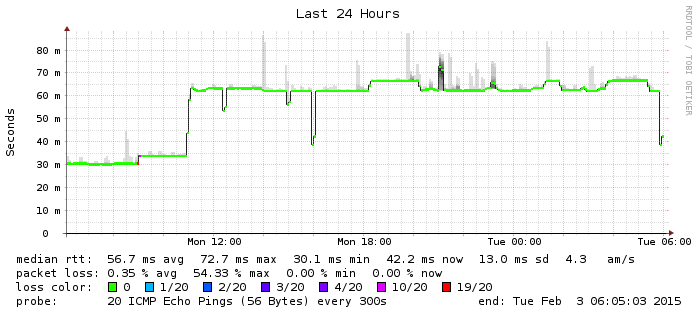 Last 24 Hours
RRDTOOL / TOBI OETIKER
Seconds
80 m
70 m
60 m
50 m
40 m
30 m
20 m
10 m
0
Mon 12:00 Mon 18:00 Tue 00:00 Tue 06:00
median rtt: 56.7 ms avg 72.7 ms max 30.1 ms min 42.2 ms now 13.0 ms sd 4.3 am/s
packet loss: 0.35 % avg 54.33 % max 0.00 % min 0.00 % now
loss color: 0 1/20 2/20 3/20 4/20 10/20 19/20
probe: 20 ICMP Echo Pings (56 Bytes) every 300s end: Tue Feb 3 06:05:03 2015